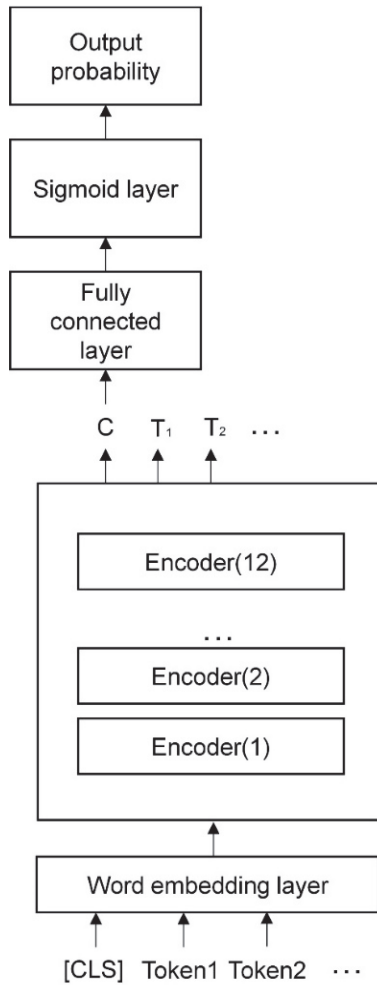 Output
probability
Sigmoid layer
Fully
connected
layer
C T₁ T₂ ...
Encoder(12)
...
Encoder(2)
Encoder(1)
Word embedding layer
[CLS] Token1 Token2 ...